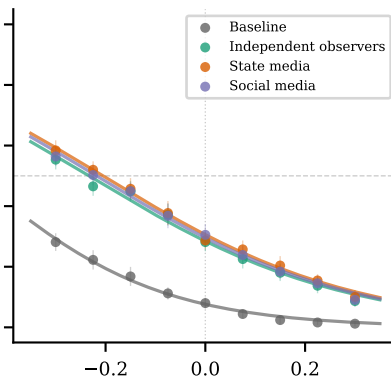 Baseline
Independent observers
State media
Social media
−0.2 0.0 0.2